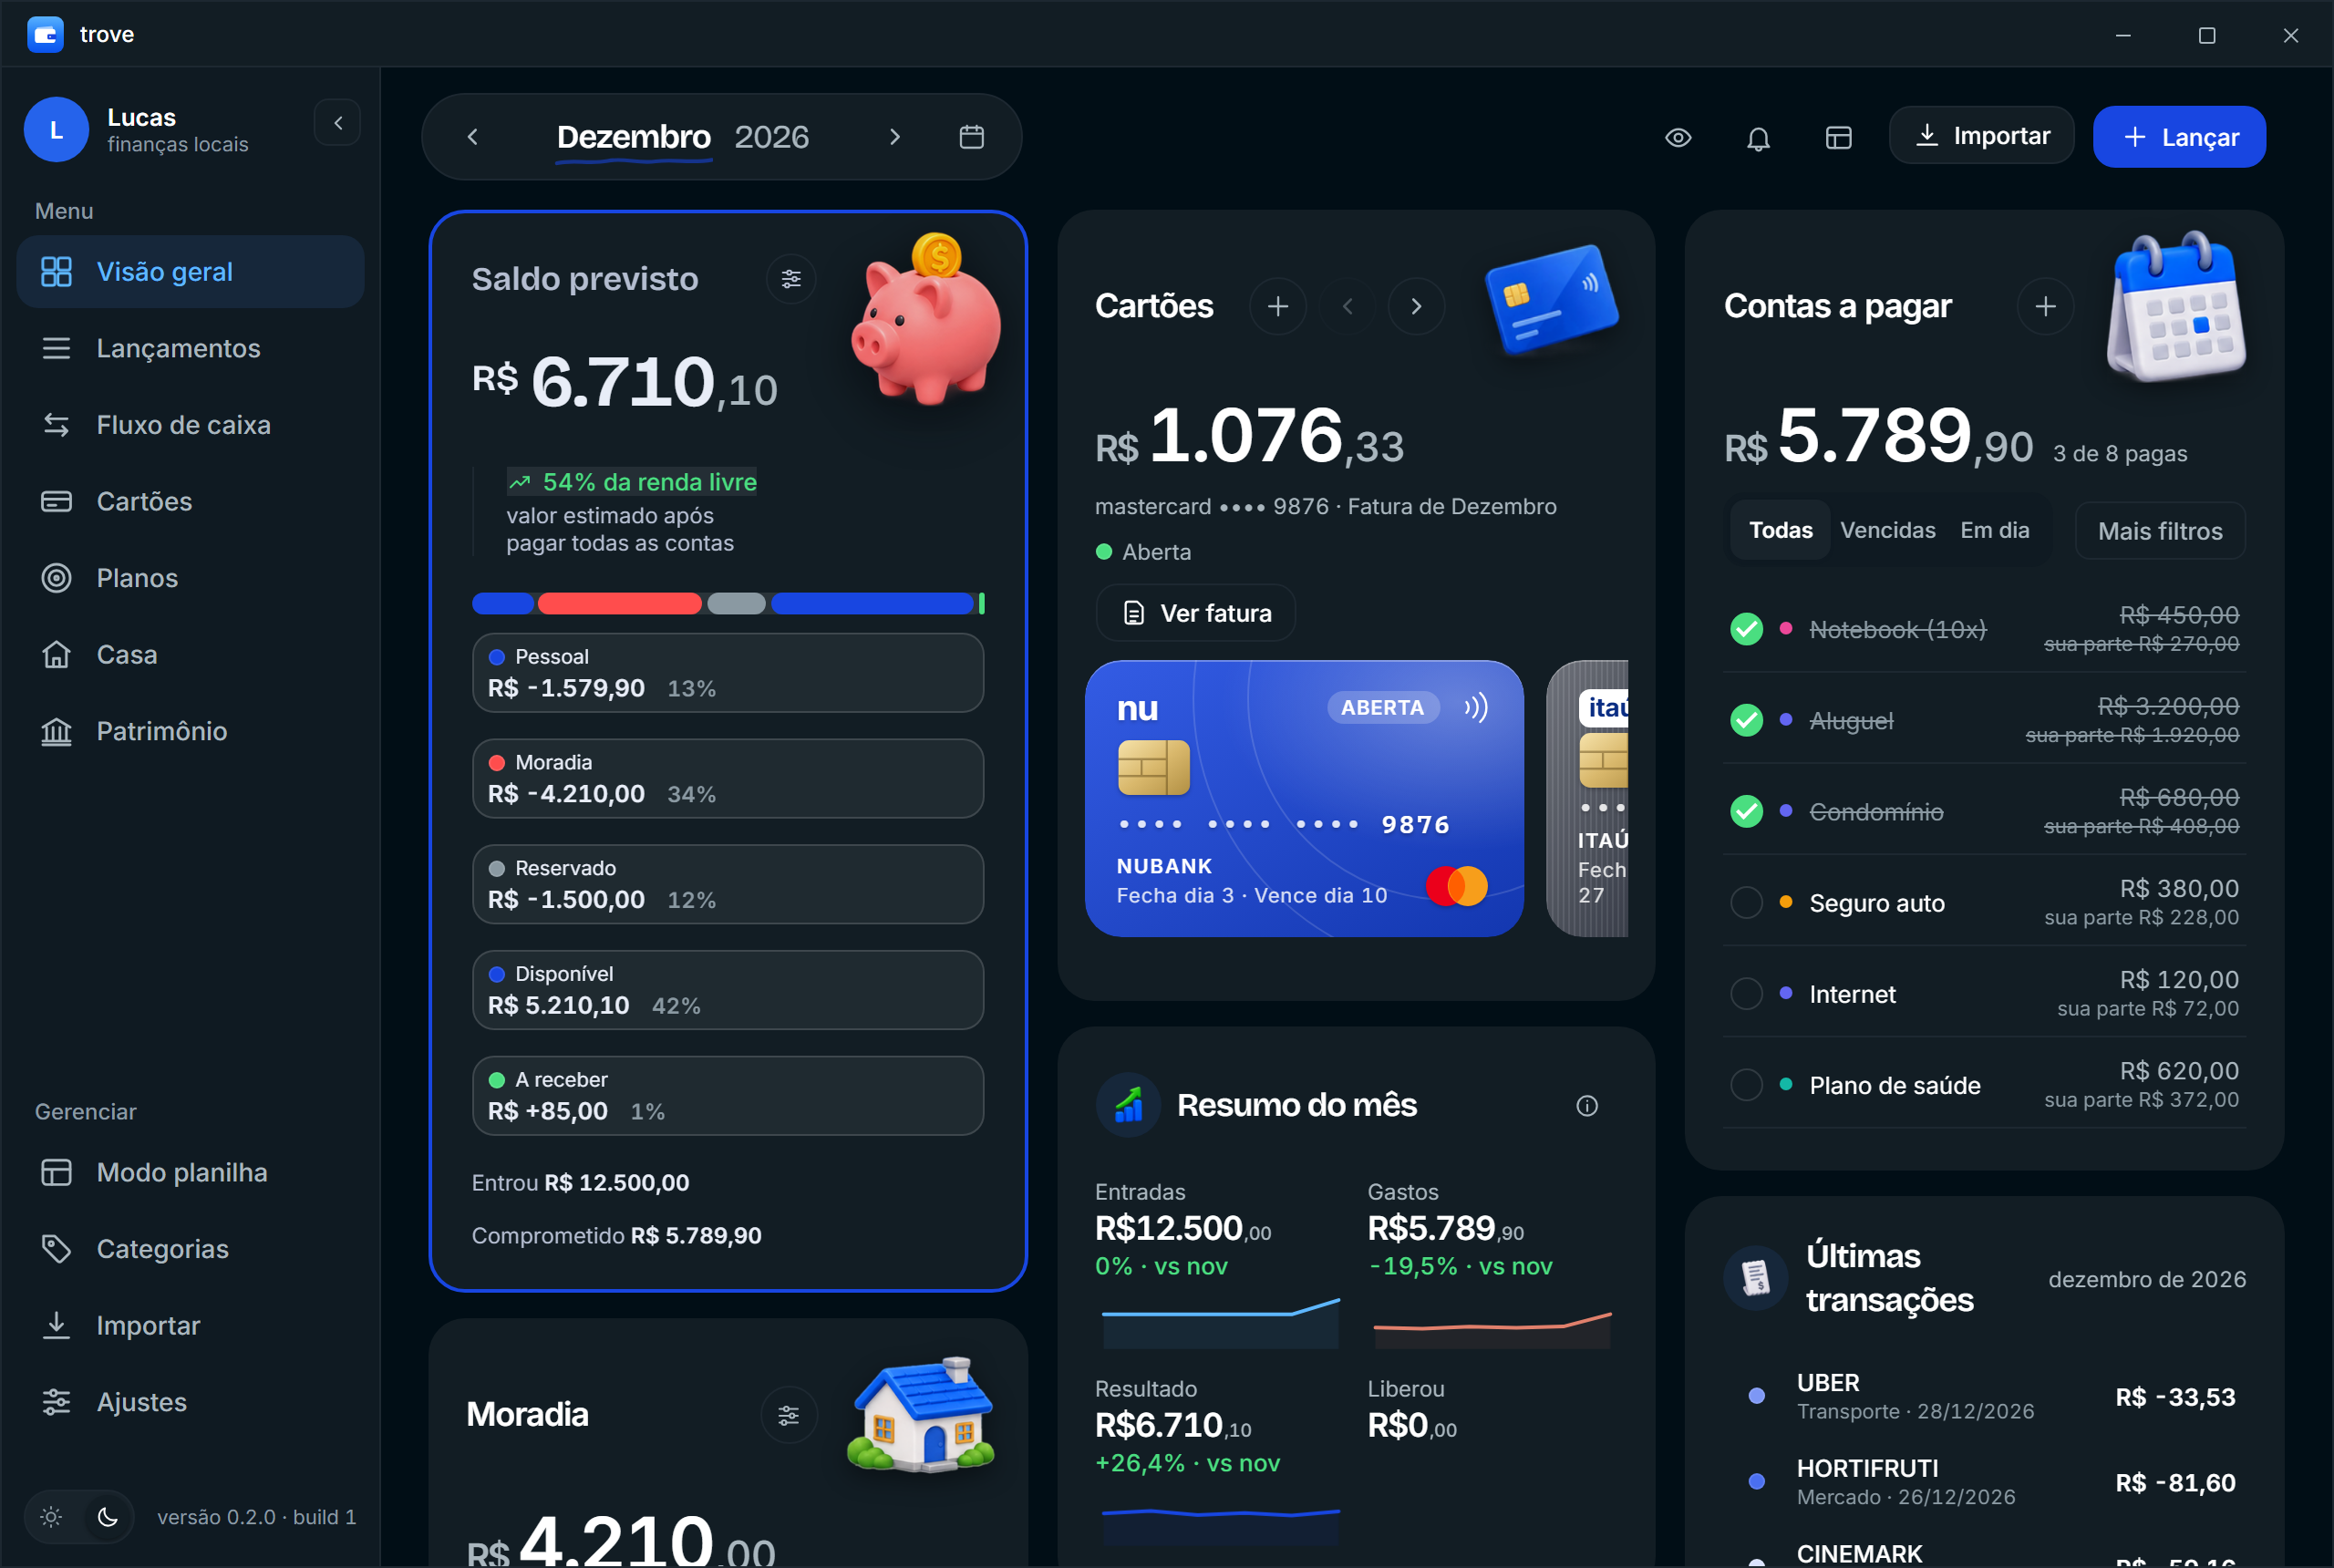 trove
L
Lucas
finanças locais
Menu
Visão geral
Lançamentos
Fluxo de caixa
Cartões
Planos
Casa
Patrimônio
Gerenciar
Modo planilha
Categorias
Importar
Ajustes
versão 0.2.0 · build 1
Dezembro 2026
Importar
Lançar
Saldo previsto
R$ 6.710,10
54% da renda livre
valor estimado após
pagar todas as contas
Pessoal
R$ -1.579,90 13%
Moradia
R$ -4.210,00 34%
Reservado
R$ -1.500,00 12%
Disponível
R$ 5.210,10 42%
A receber
R$ +85,00 1%
Entrou R$ 12.500,00
Comprometido R$ 5.789,90
Moradia
R$ 4.210,00
Cartões
R$ 1.076,33
mastercard •••• 9876 · Fatura de Dezembro
Aberta
Ver fatura
nu
ABERTA
•••• •••• •••• 9876
NUBANK
Fecha dia 3 · Vence dia 10
itaú
ITAÚ
Fech
27
Resumo do mês
Entradas
R$12.500,00
0% · vs nov
Gastos
R$5.789,90
-19,5% · vs nov
Resultado
R$6.710,10
+26,4% · vs nov
Liberou
R$0,00
Contas a pagar
R$ 5.789,90 3 de 8 pagas
Todas Vencidas Em dia Mais filtros
Notebook (10x) R$ 450,00
sua parte R$ 270,00
Aluguel R$ 3.200,00
sua parte R$ 1.920,00
Condomínio R$ 680,00
sua parte R$ 408,00
Seguro auto R$ 380,00
sua parte R$ 228,00
Internet R$ 120,00
sua parte R$ 72,00
Plano de saúde R$ 620,00
sua parte R$ 372,00
Últimas
transações
dezembro de 2026
UBER
Transporte · 28/12/2026
R$ -33,53
HORTIFRUTI
Mercado · 26/12/2026
R$ -81,60
CINEMARK